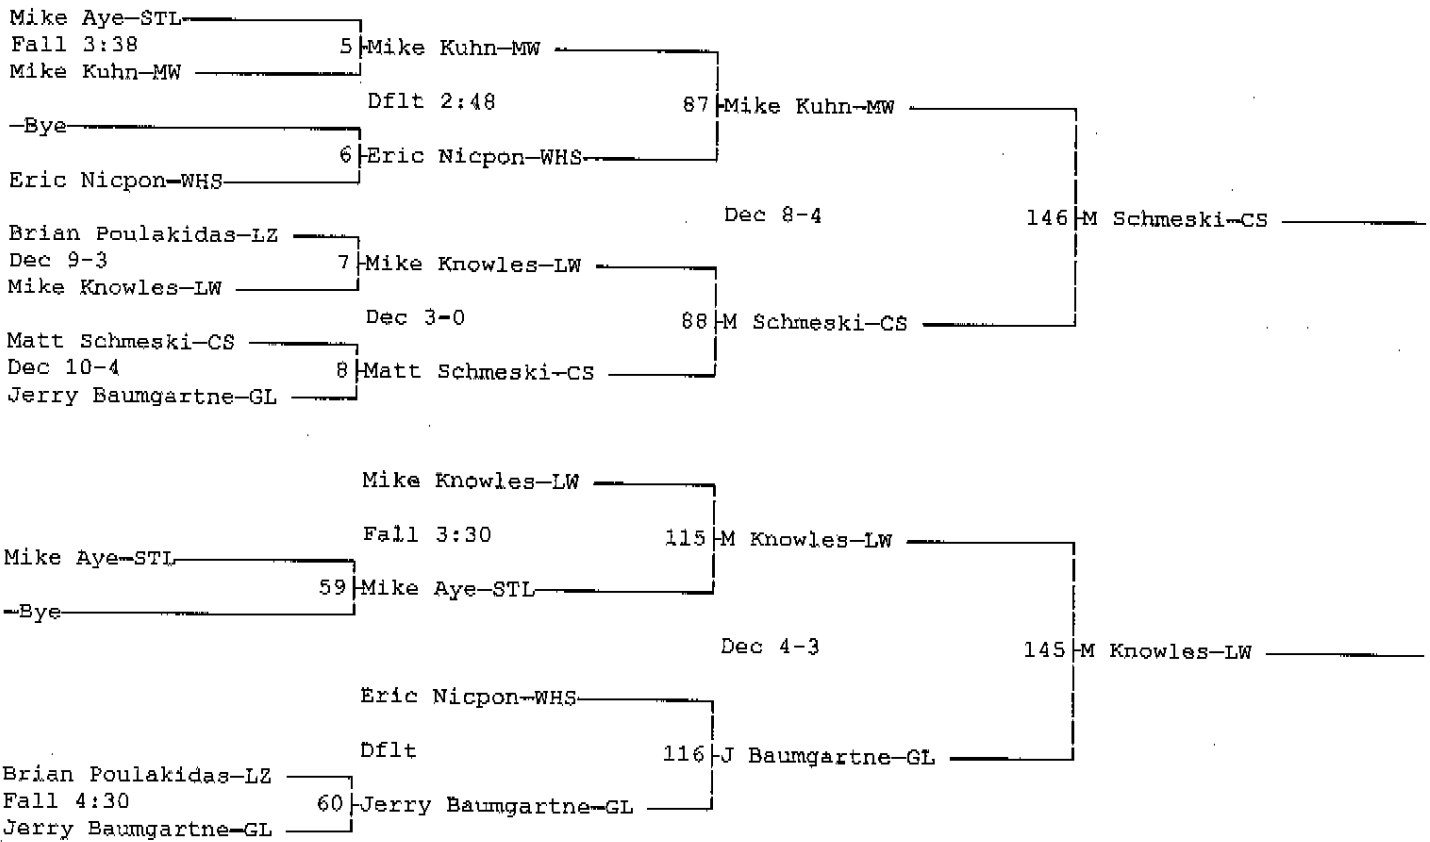 Mike Aye-STL
Fall 3:38 5 Mike Kuhn-MW
Mike Kuhn-MW
Dflt 2:48 87 Mike Kuhn-MW
-Bye
6 Eric Nicpon-WHS
Eric Nicpon-WHS
Dec 8-4 146 M Schmeski-CS
Brian Poulakidas-LZ
Dec 9-3 7 Mike Knowles-LW
Mike Knowles-LW
Dec 3-0 88 M Schmeski-CS
Matt Schmeski-CS
Dec 10-4 8 Matt Schmeski-CS
Jerry Baumgartne-GL
Mike Knowles-LW
Fall 3:30 115 M Knowles-LW
Mike Aye-STL
59 Mike Aye-STL
-Bye
Dec 4-3 145 M Knowles-LW
Eric Nicpon-WHS
Dflt 116 J Baumgartne-GL
Brian Poulakidas-LZ
Fall 4:30 60 Jerry Baumgartne-GL
Jerry Baumgartne-GL